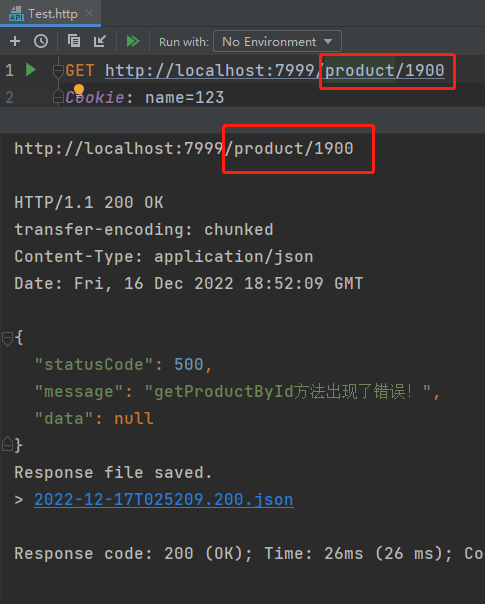 Test.http
Run with: No Environment
1 GET http://localhost:7999/product/1900
2 Cookie: name=123
http://localhost:7999/product/1900
HTTP/1.1 200 OK
transfer-encoding: chunked
Content-Type: application/json
Date: Fri, 16 Dec 2022 18:52:09 GMT
{
"statusCode": 500,
"message": "getProductById方法出现了错误!",
"data": null
}
Response file saved.
> 2022-12-17T025209.200.json
Response code: 200 (OK); Time: 26ms (26 ms); Co